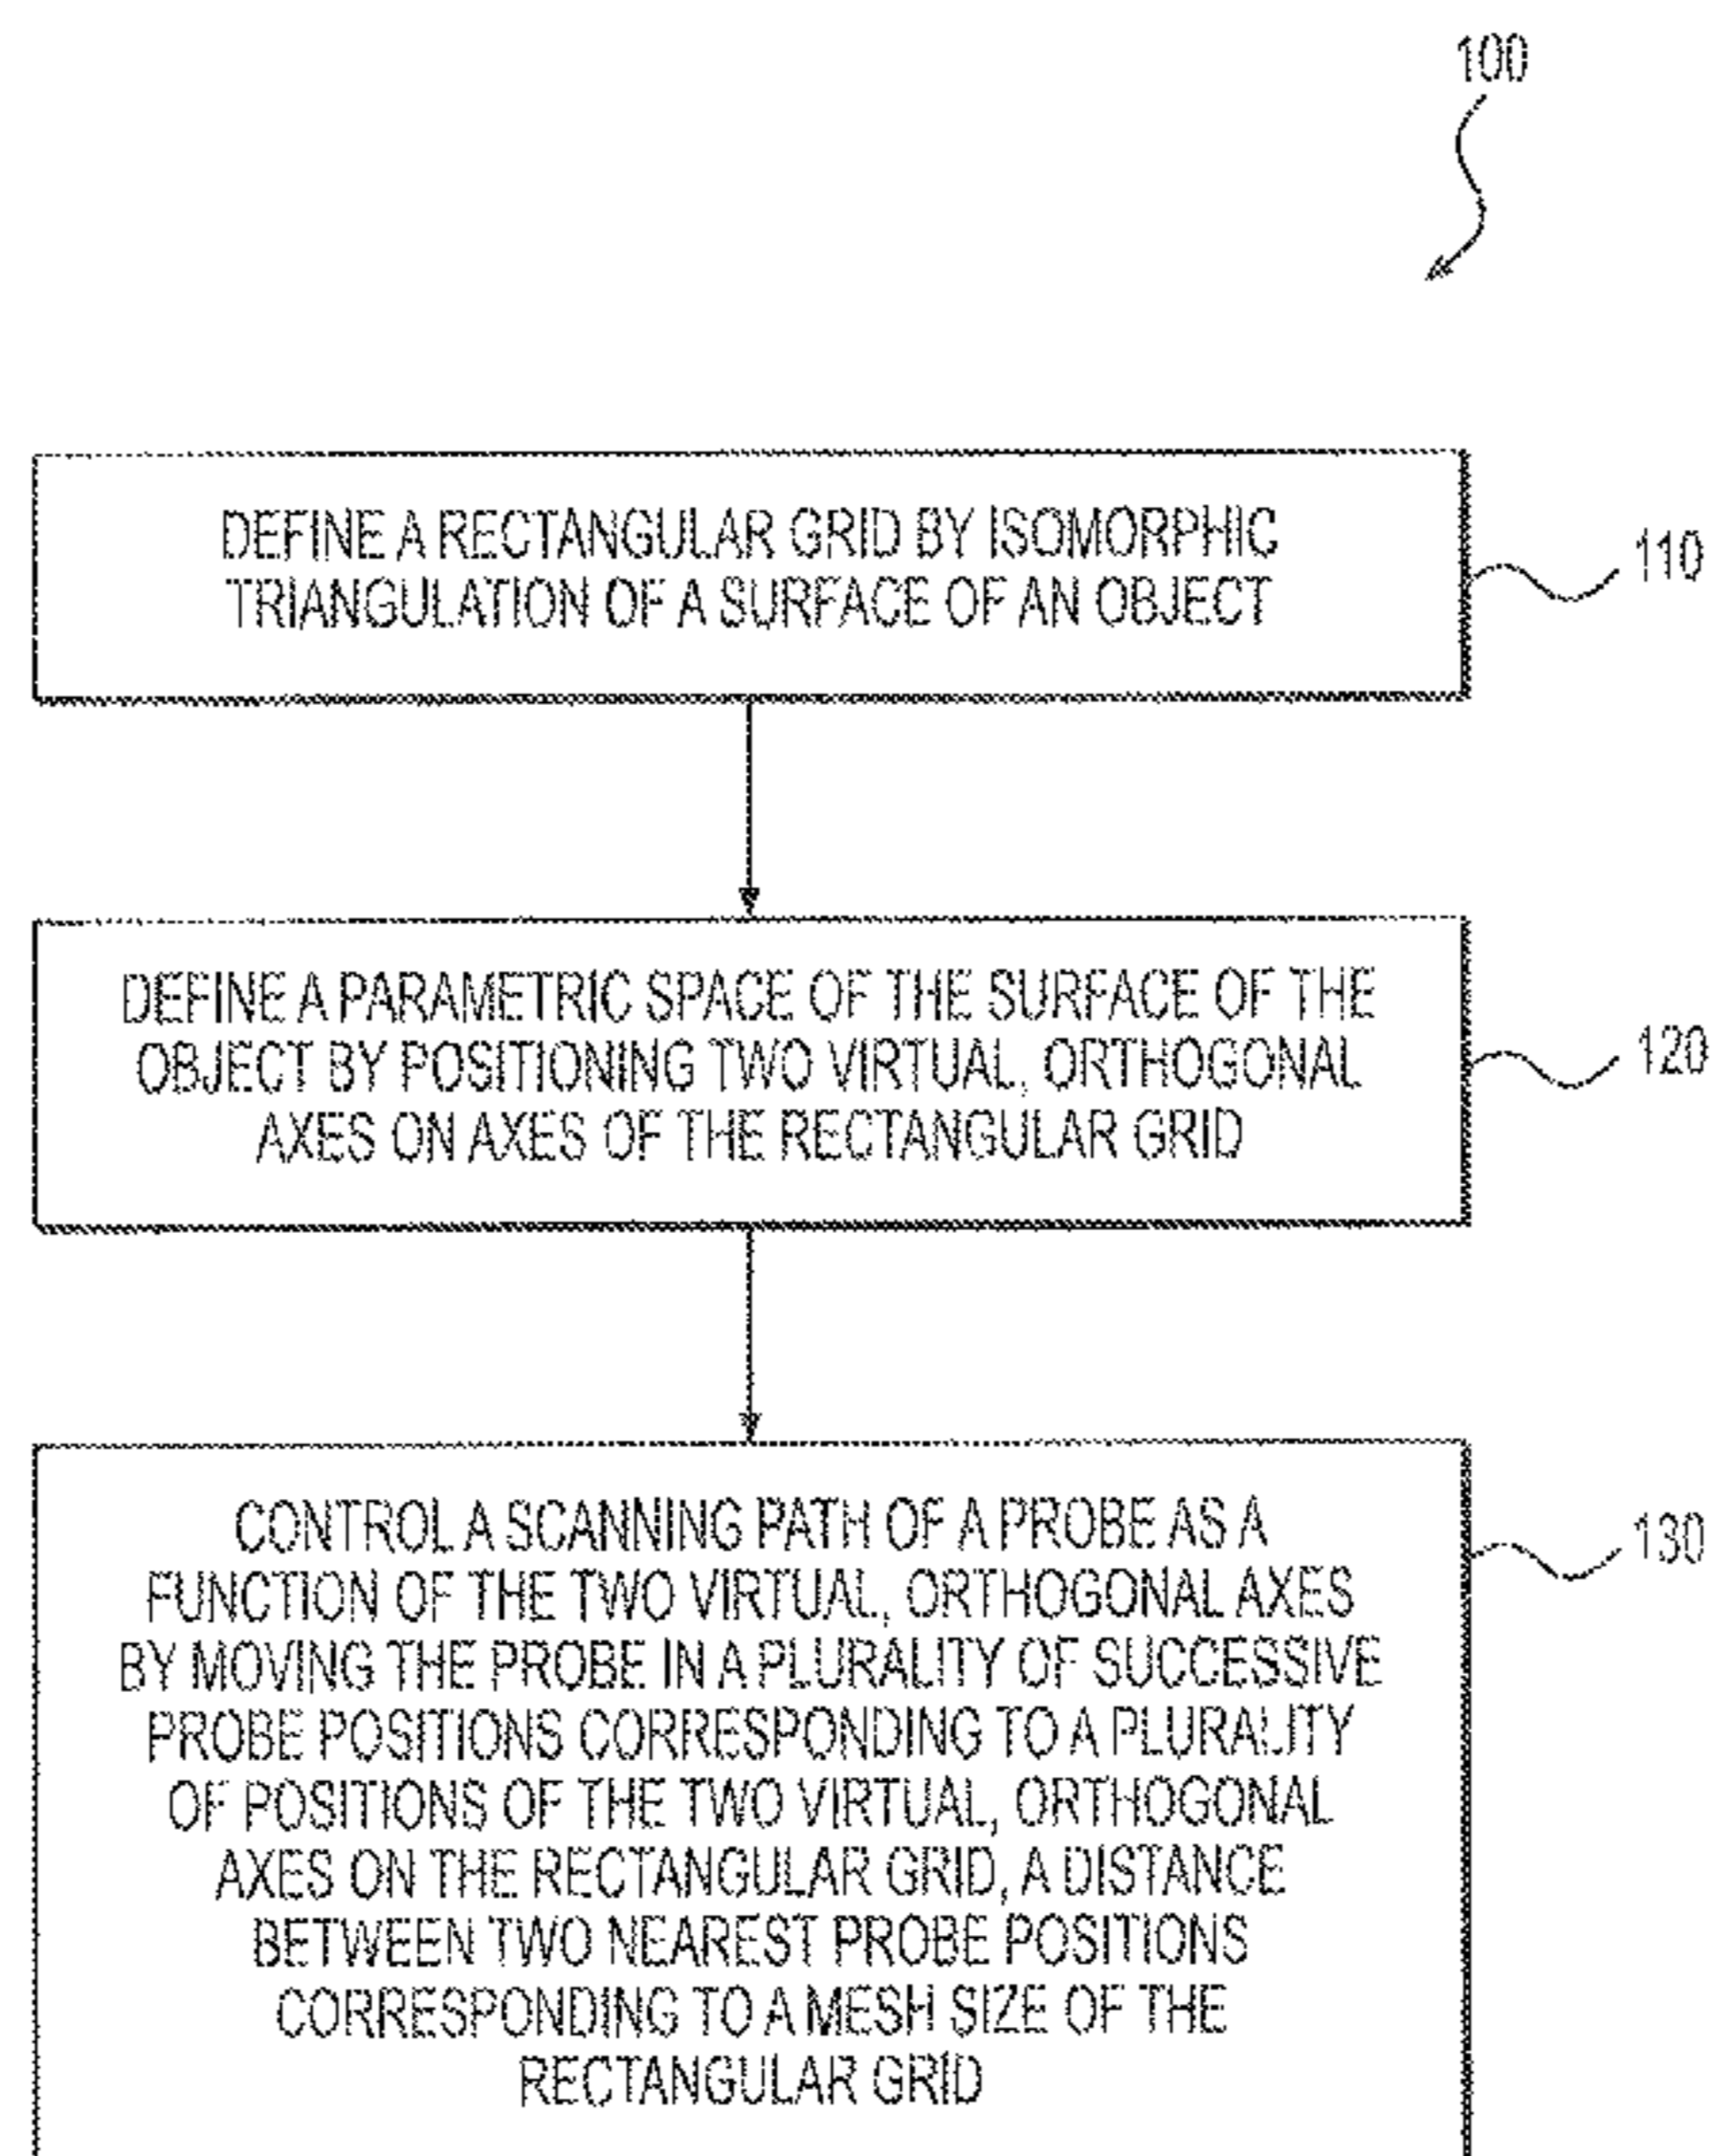 100
DEFINE A RECTANGULAR GRID BY ISOMORPHIC
TRIANGULATION OF A SURFACE OF AN OBJECT
110
DEFINE A PARAMETRIC SPACE OF THE SURFACE OF THE
OBJECT BY POSITIONING TWO VIRTUAL, ORTHOGONAL
AXES ON AXES OF THE RECTANGULAR GRID
120
CONTROL A SCANNING PATH OF A PROBE AS A
FUNCTION OF THE TWO VIRTUAL, ORTHOGONAL AXES
BY MOVING THE PROBE IN A PLURALITY OF SUCCESSIVE
PROBE POSITIONS CORRESPONDING TO A PLURALITY
OF POSITIONS OF THE TWO VIRTUAL, ORTHOGONAL
AXES ON THE RECTANGULAR GRID, A DISTANCE
BETWEEN TWO NEAREST PROBE POSITIONS
CORRESPONDING TO A MESH SIZE OF THE
RECTANGULAR GRID
130